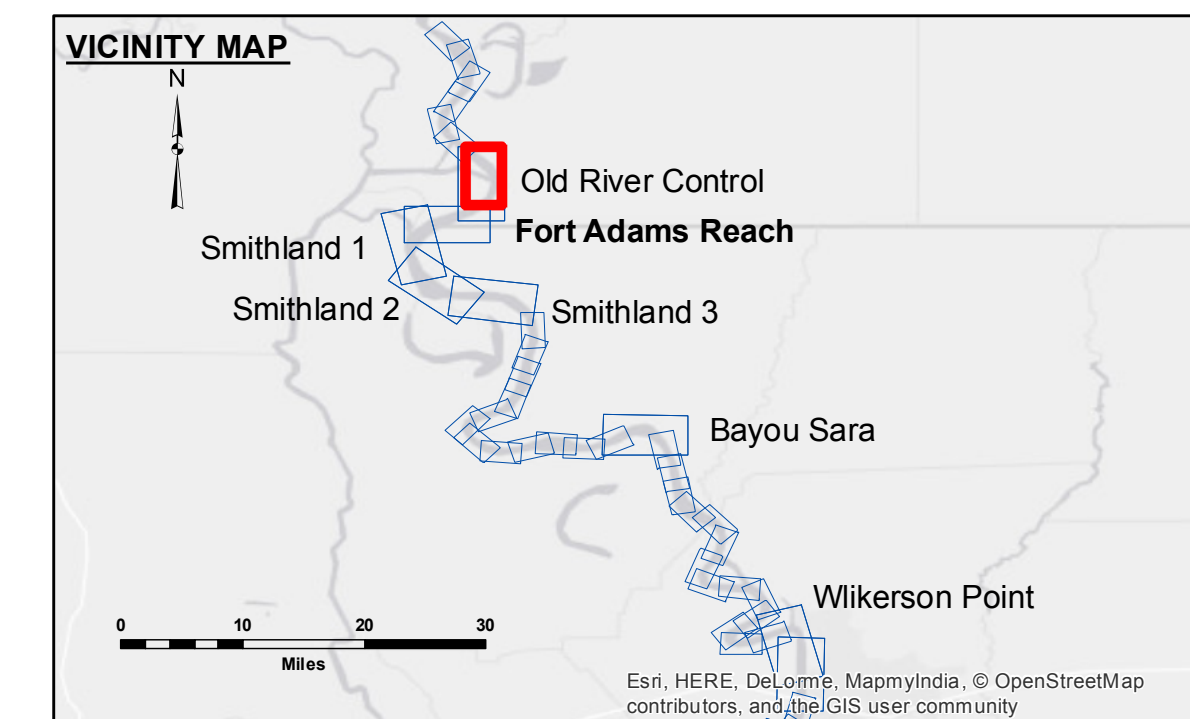 VICINITY MAP
N
Old River Control
Fort Adams Reach
Smithland 1
Smithland 2
Smithland 3
Bayou Sara
Wlikerson Point
0 10 20 30
Miles
Esri, HERE, DeLorme, MapmyIndia, © OpenStreetMap
contributors, and the GIS user community